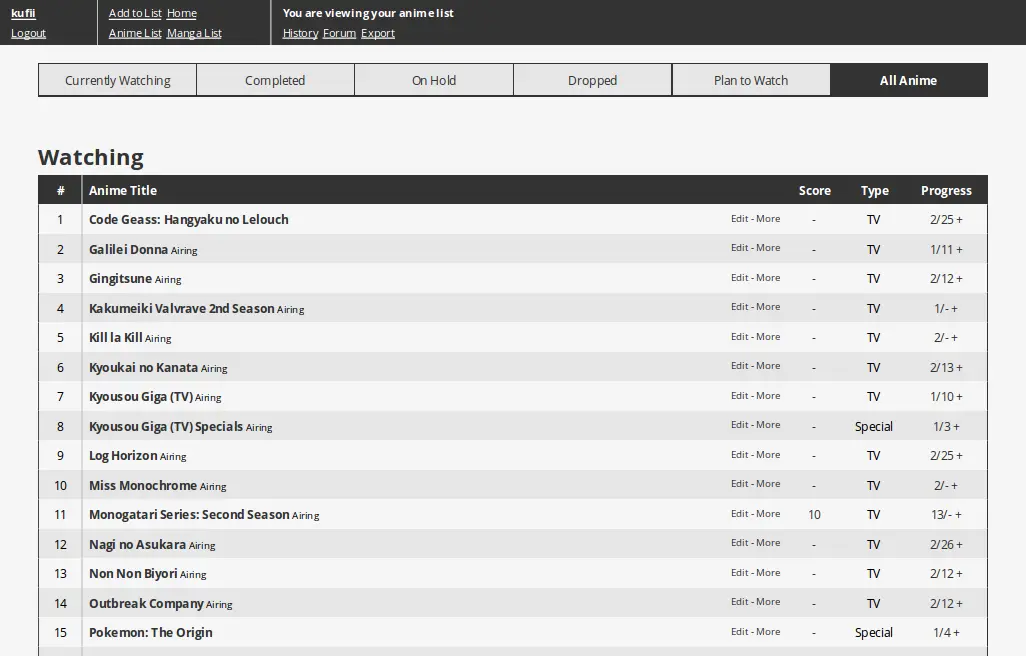 kufii Add to List Home You are viewing your anime list
Logout Anime List Manga List History Forum Export
Currently Watching Completed On Hold Dropped Plan to Watch All Anime
Watching
# Anime Title Score Type Progress
1 Code Geass: Hangyaku no Lelouch Edit - More - TV 2/25 +
2 Galilei Donna Airing Edit - More - TV 1/11 +
3 Gingitsune Airing Edit - More - TV 2/12 +
4 Kakumeiki Valvrave 2nd Season Airing Edit - More - TV 1/- +
5 Kill la Kill Airing Edit - More - TV 2/- +
6 Kyoukai no Kanata Airing Edit - More - TV 2/13 +
7 Kyousou Giga (TV) Airing Edit - More - TV 1/10 +
8 Kyousou Giga (TV) Specials Airing Edit - More - Special 1/3 +
9 Log Horizon Airing Edit - More - TV 2/25 +
10 Miss Monochrome Airing Edit - More - TV 2/- +
11 Monogatari Series: Second Season Airing Edit - More 10 TV 13/- +
12 Nagi no Asukara Airing Edit - More - TV 2/26 +
13 Non Non Biyori Airing Edit - More - TV 2/12 +
14 Outbreak Company Airing Edit - More - TV 2/12 +
15 Pokemon: The Origin Edit - More - Special 1/4 +